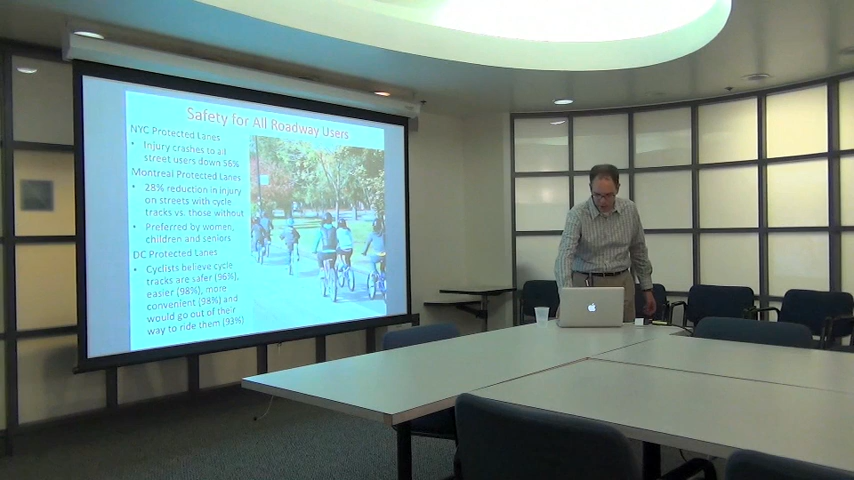 Safety for All Roadway Users
NYC Protected Lanes
• Injury crashes to all
street users down 56%
Montreal Protected Lanes
• 28% reduction in injury
on streets with cycle
tracks vs. those without
• Preferred by women,
children and seniors
DC Protected Lanes
• Cyclists believe cycle
tracks are safer (96%),
easier (98%), more
convenient (98%) and
would go out of their
way to ride them (93%)